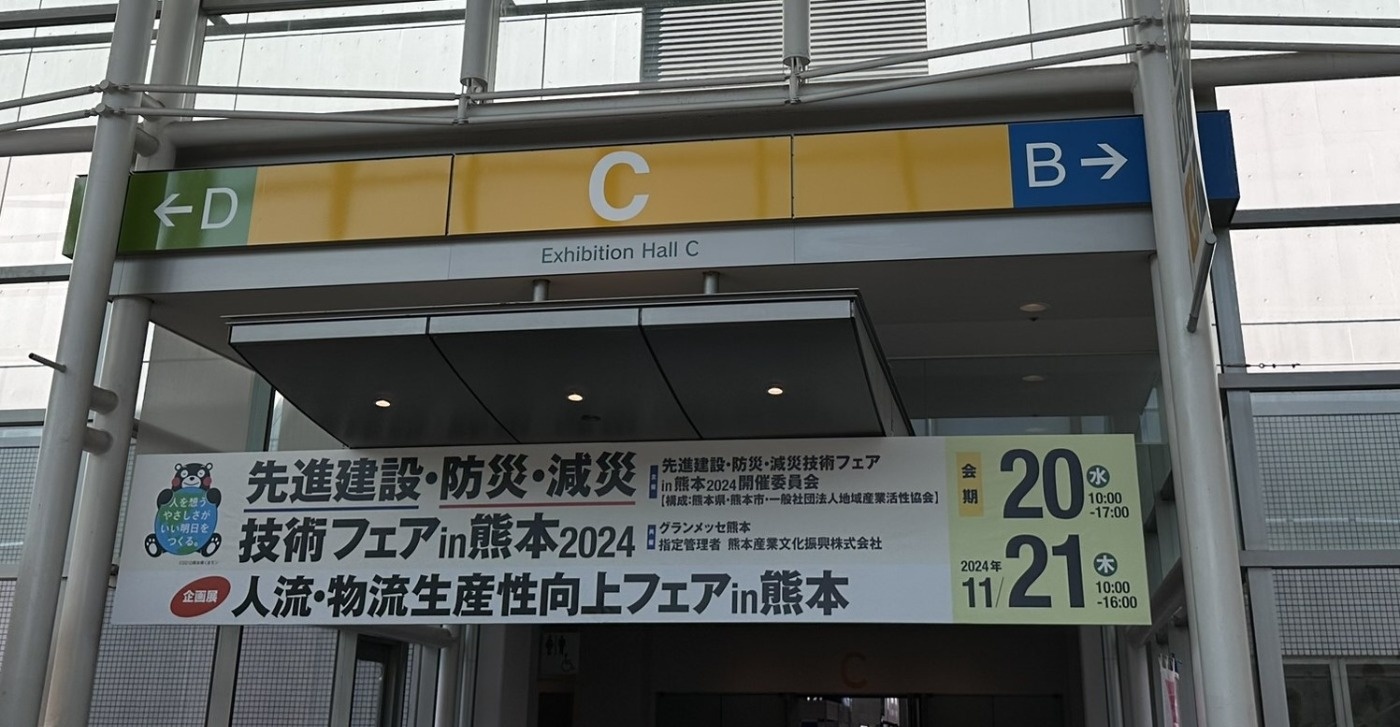 ←D
C
B→
Exhibition Hall C
人を想う
やさしさが
いい明日を
つくる。
先進建設・防災・減災
技術フェアin熊本2024
企画展
人流・物流生産性向上フェアin熊本
先進建設・防災・減災技術フェア
in熊本2024開催委員会
[構成:熊本県・熊本市・一般社団法人地域産業活性協会]
グランメッセ熊本
指定管理者 熊本産業文化振興株式会社
会期
20 水
10:00
-17:00
2024年
11/21 木
10:00
-16:00
C